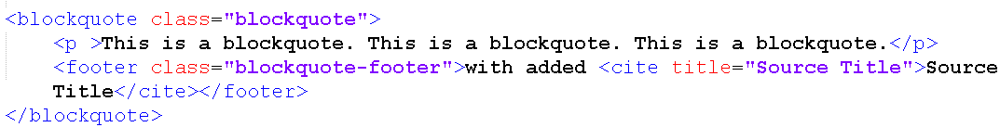 <blockquote class="blockquote">
<p >This is a blockquote. This is a blockquote. This is a blockquote.</p>
<footer class="blockquote-footer">with added <cite title="Source Title">Source
Title</cite></footer>
</blockquote>